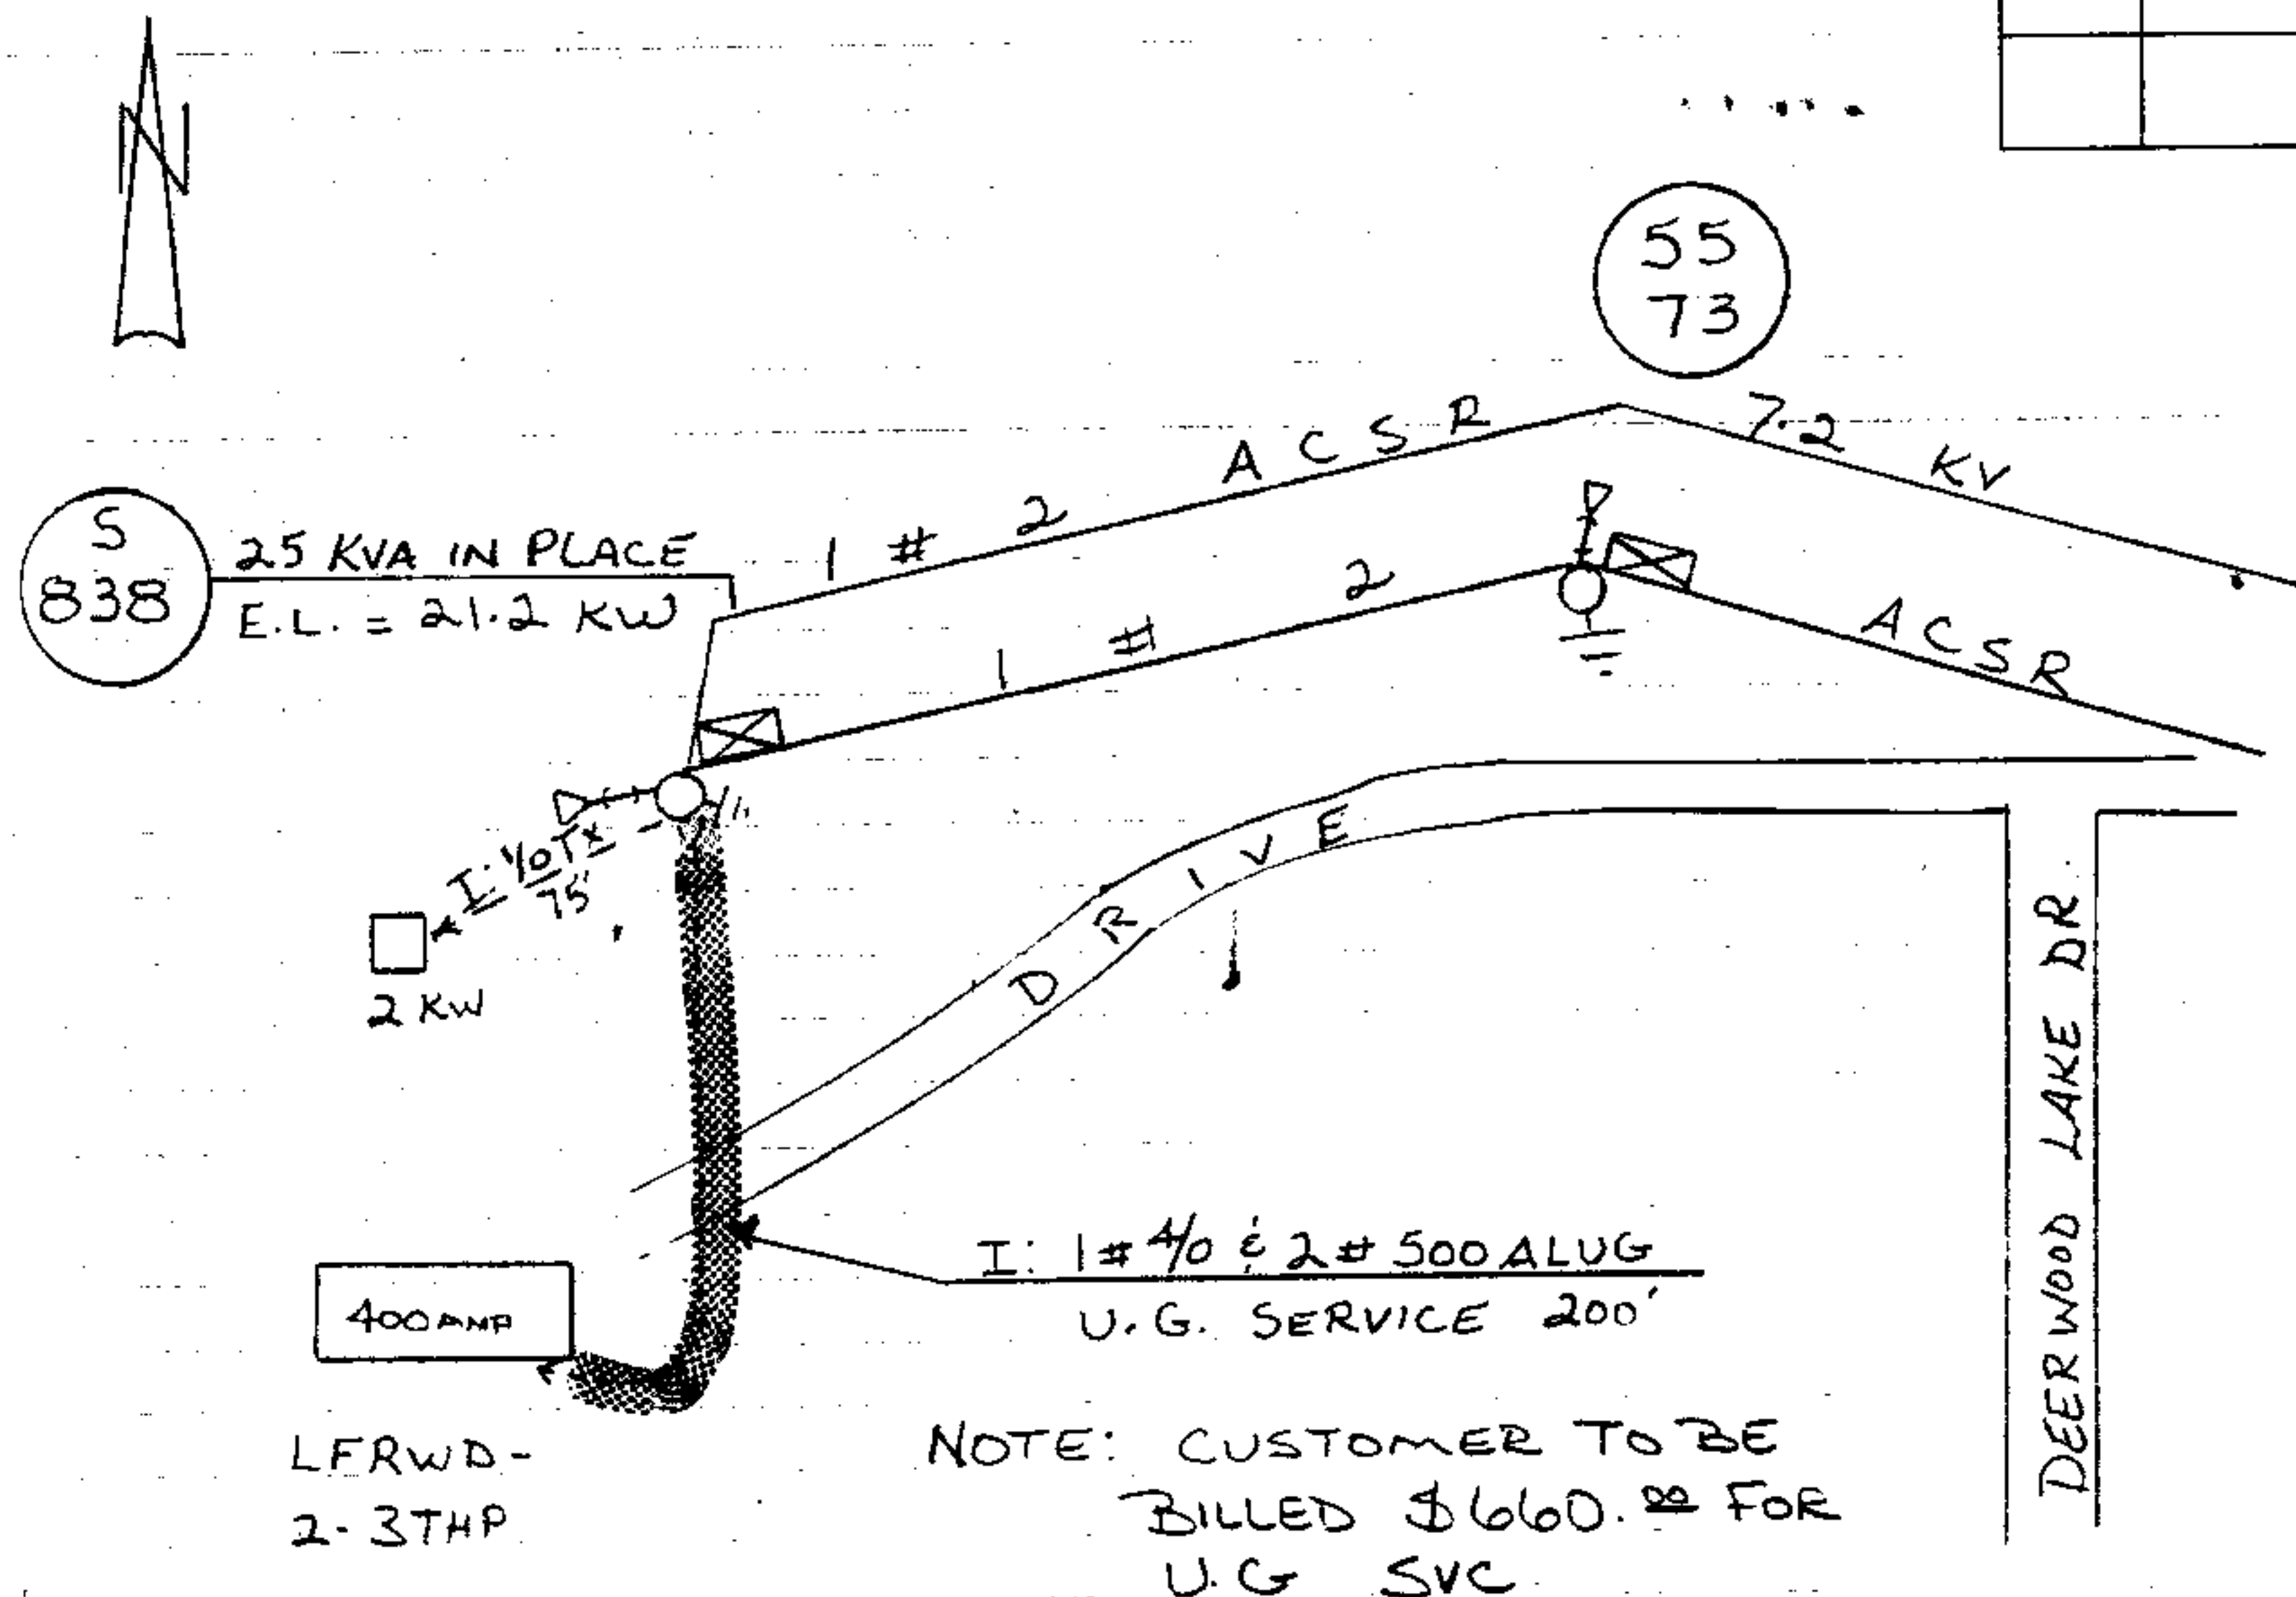 N
55
73
1 # 2 ACSR 7.2 KV
S
838
25 KVA IN PLACE
E.L. = 21.2 KW
1 # 2 ACSR
I: 1/0 TX
75'
2 KW
DRIVE
DEERWOOD LAKE DR.
I: 1# 4/0 & 2# 500 ALUG
U.G. SERVICE 200'
400 AMP
LFRWD-
2-3THP
NOTE: CUSTOMER TO BE
BILLED $660.00 FOR
U.G SVC